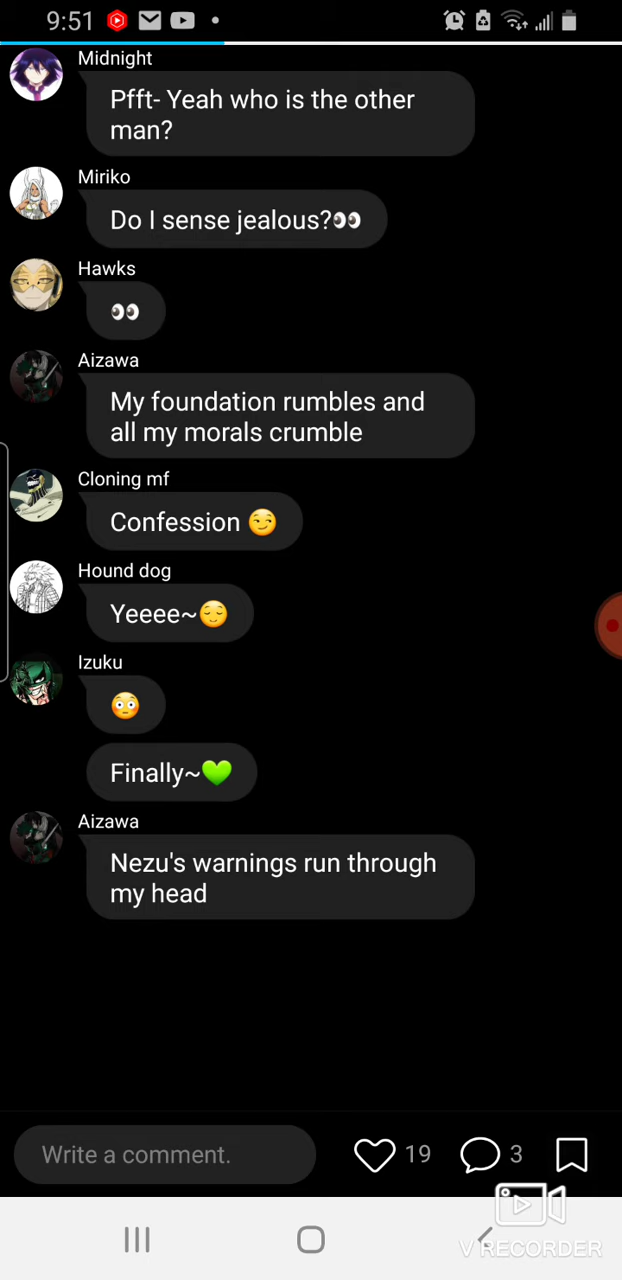 9:51
Midnight
Pfft- Yeah who is the other
man?
Miriko
Do I sense jealous?👀
Hawks
👀
Aizawa
My foundation rumbles and
all my morals crumble
Cloning mf
Confession 😏
Hound dog
Yeeee~😌
Izuku
😳
Finally~💚
Aizawa
Nezu's warnings run through
my head
Write a comment.
19
3
V RECORDER